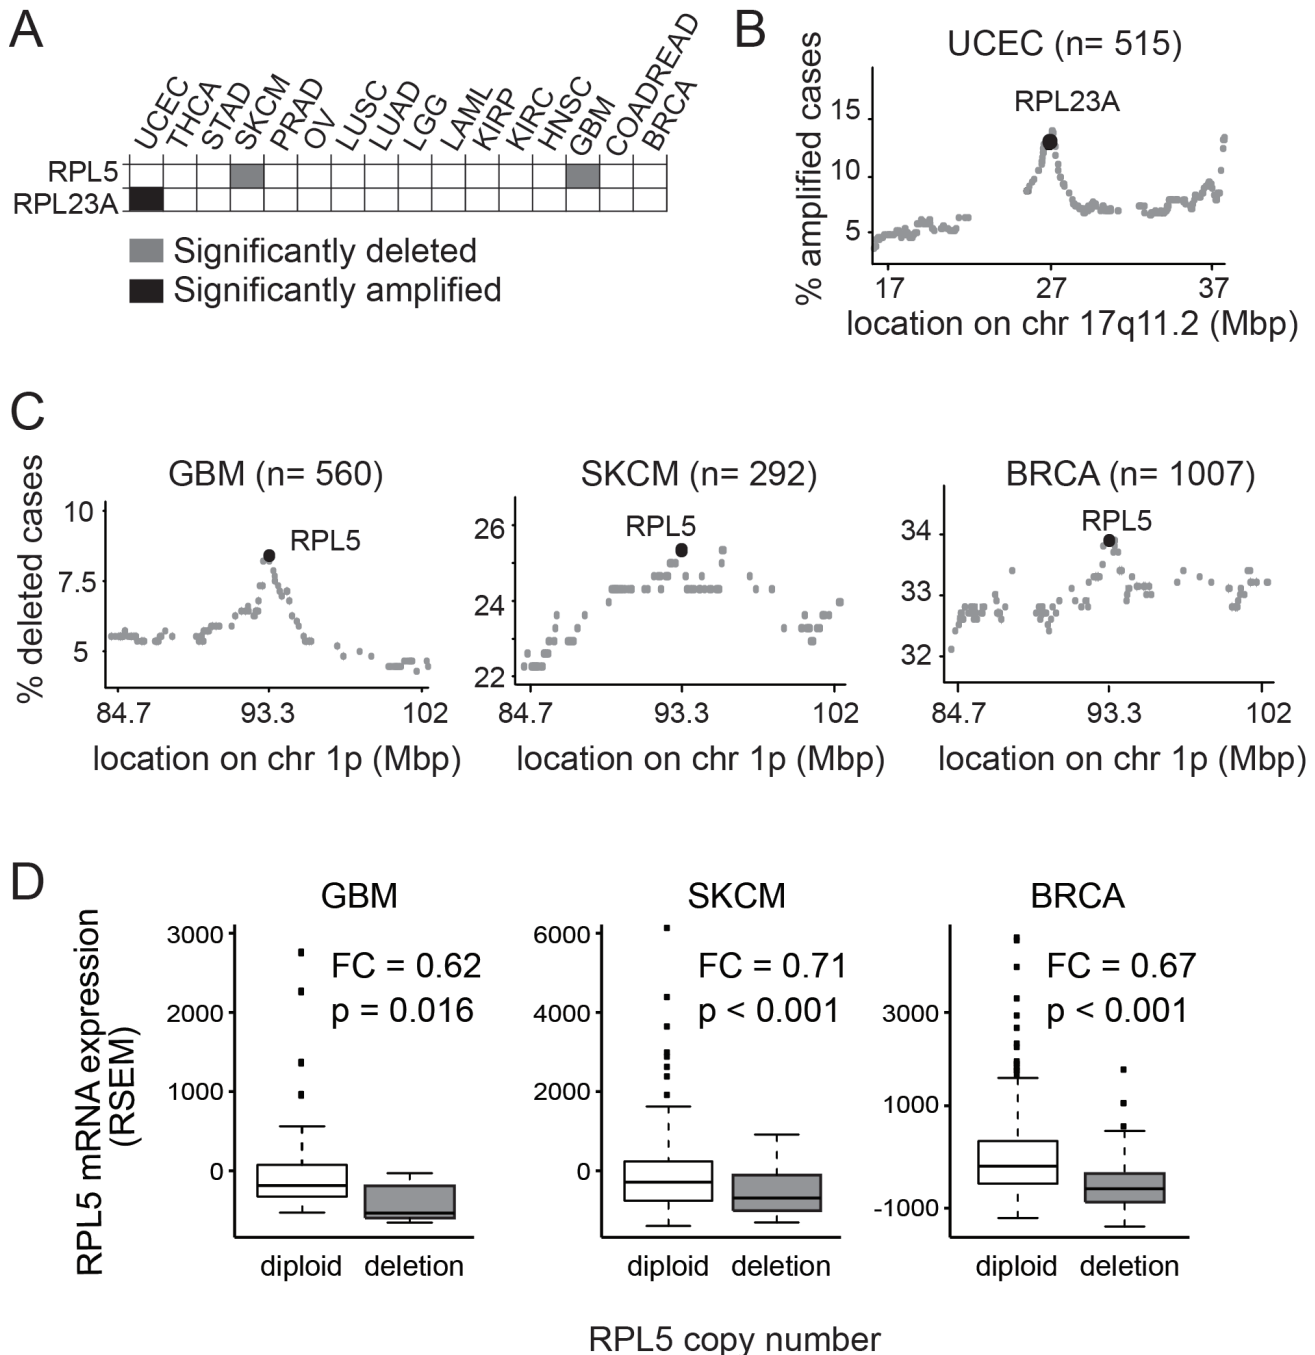 A
UCEC THCA STAD SKCM PRAD OV LUSC LUAD LGG LAML KIRP KIRC HNSC GBM COADREAD BRCA
RPL5
RPL23A
Significantly deleted
Significantly amplified
B
UCEC (n= 515)
RPL23A
% amplified cases
15
10
5
17 27 37
location on chr 17q11.2 (Mbp)
C
% deleted cases
GBM (n= 560)
RPL5
10
7.5
5
84.7 93.3 102
location on chr 1p (Mbp)
SKCM (n= 292)
RPL5
26
24
22
84.7 93.3 102
location on chr 1p (Mbp)
BRCA (n= 1007)
RPL5
34
33
32
84.7 93.3 102
location on chr 1p (Mbp)
D
RPL5 mRNA expression
(RSEM)
GBM
FC = 0.62
p = 0.016
3000
2000
1000
0
diploid deletion
SKCM
FC = 0.71
p < 0.001
6000
4000
2000
0
diploid deletion
BRCA
FC = 0.67
p < 0.001
3000
1000
-1000
diploid deletion
RPL5 copy number